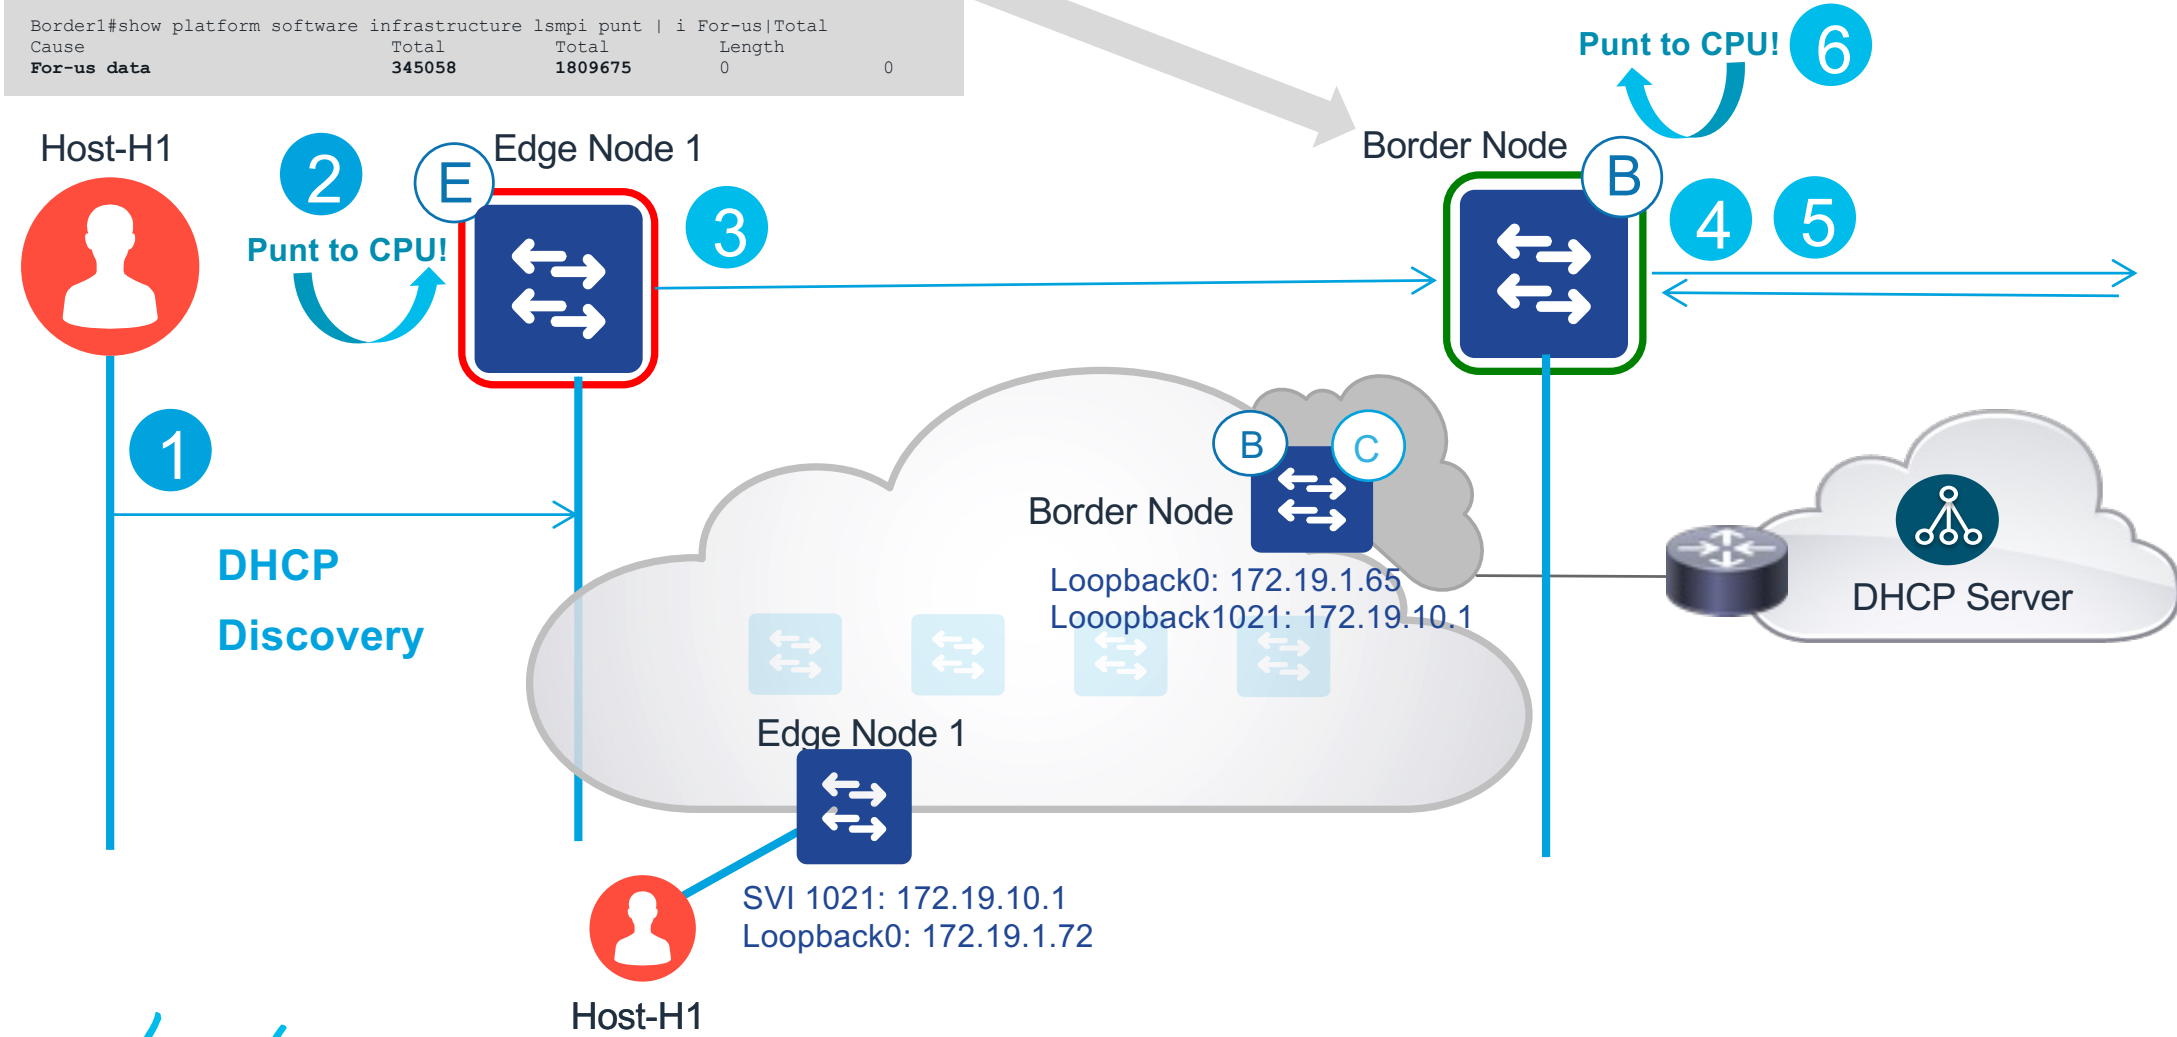 Border1#show platform software infrastructure lsmpi punt | i For-us|Total
Cause Total Total Length
For-us data 345058 1809675 0 0
Punt to CPU! 6
Host-H1
2
E
Edge Node 1
Border Node
B
Punt to CPU!
3
4 5
1
DHCP
Discovery
B C
Border Node
Loopback0: 172.19.1.65
Looopback1021: 172.19.10.1
DHCP Server
Edge Node 1
SVI 1021: 172.19.10.1
Loopback0: 172.19.1.72
Host-H1